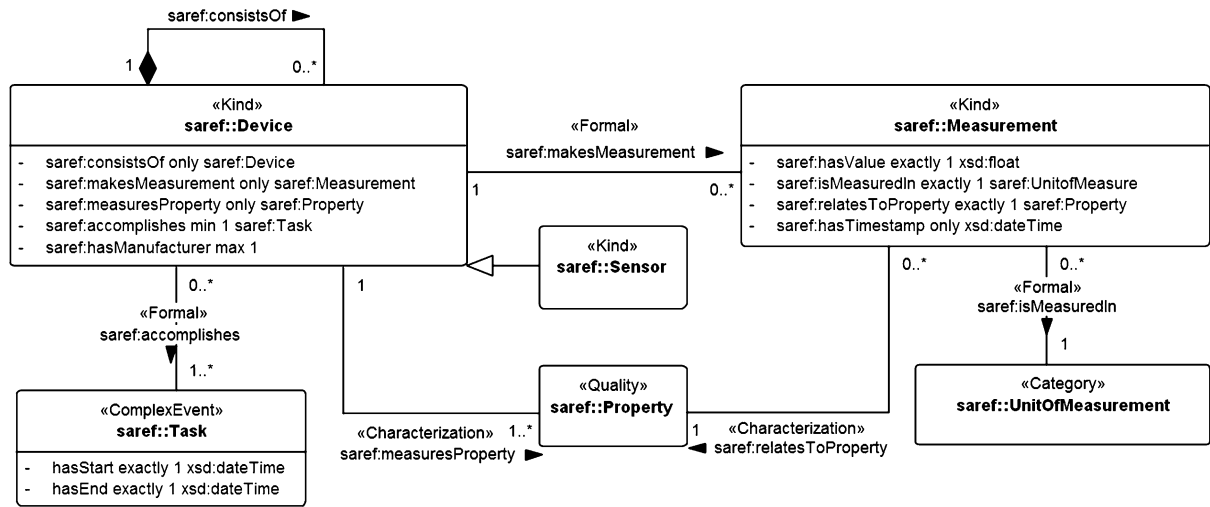 saref:consistsOf
1
0..*
«Kind»
saref::Device
- saref:consistsOf only saref:Device
- saref:makesMeasurement only saref:Measurement
- saref:measuresProperty only saref:Property
- saref:accomplishes min 1 saref:Task
- saref:hasManufacturer max 1
«Formal»
saref:makesMeasurement
1
0..*
«Kind»
saref::Measurement
- saref:hasValue exactly 1 xsd:float
- saref:isMeasuredIn exactly 1 saref:UnitofMeasure
- saref:relatesToProperty exactly 1 saref:Property
- saref:hasTimestamp only xsd:dateTime
«Kind»
saref::Sensor
0..*
«Formal»
saref:accomplishes
1..*
1
0..*
0..*
«Formal»
saref:isMeasuredIn
1
«ComplexEvent»
saref::Task
- hasStart exactly 1 xsd:dateTime
- hasEnd exactly 1 xsd:dateTime
«Quality»
saref::Property
«Characterization»
saref:measuresProperty
1..*
1
«Characterization»
saref:relatesToProperty
«Category»
saref::UnitOfMeasurement